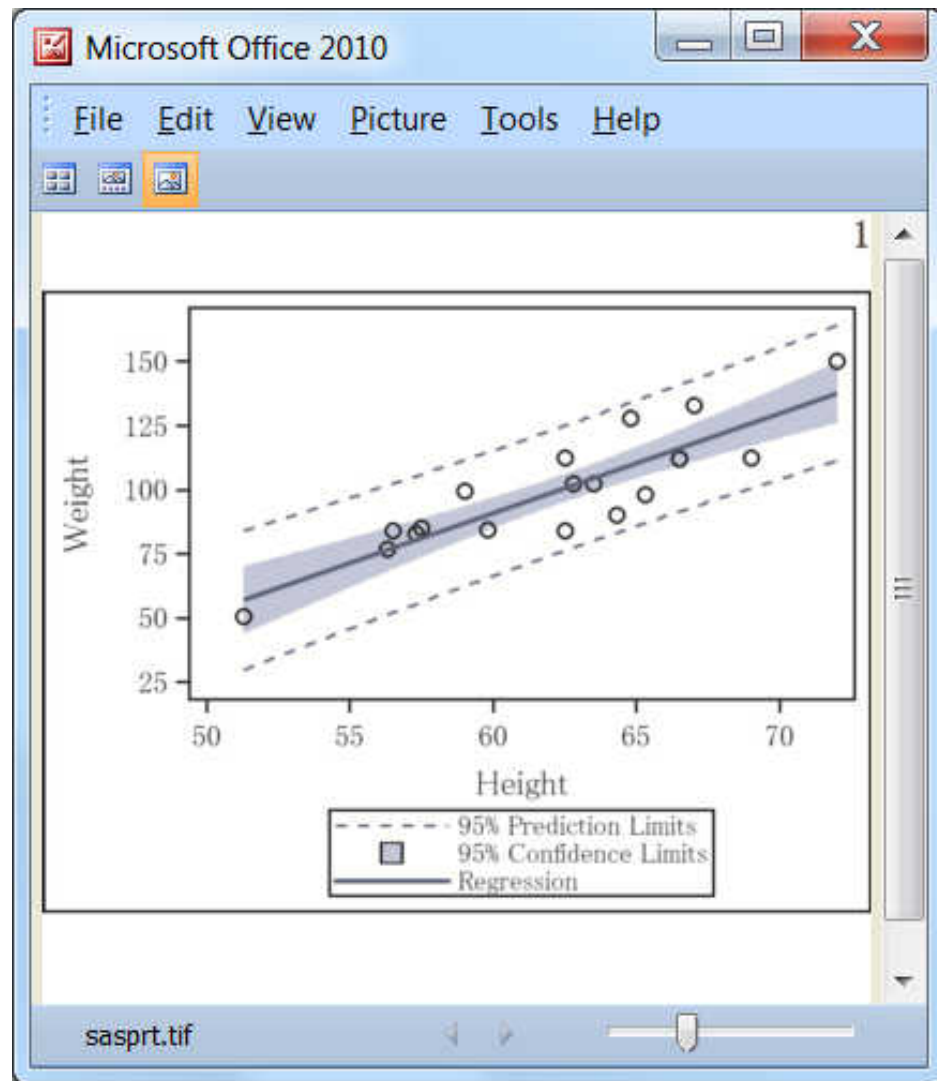 Microsoft Office 2010
File Edit View Picture Tools Help
1
150
125
100
75
50
25
Weight
50 55 60 65 70
Height
95% Prediction Limits
95% Confidence Limits
Regression
sasprt.tif